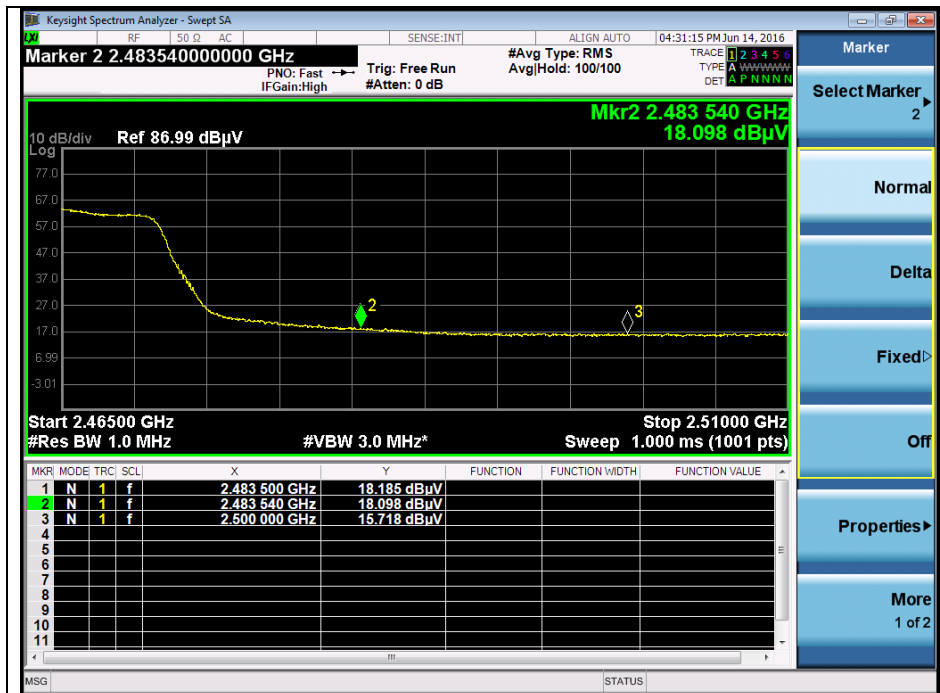 Keysight Spectrum Analyzer - Swept SA
LXI RF 50 Ω AC SENSE:INT ALIGN AUTO 04:31:15 PM Jun 14, 2016
Marker 2 2.483540000000 GHz
PNO: Fast
IFGain:High
Trig: Free Run
#Atten: 0 dB
#Avg Type: RMS
Avg|Hold: 100/100
TRACE 1 2 3 4 5 6
TYPE A WWWWW
DET A P N N N N
Mkr2 2.483 540 GHz
18.098 dBµV
10 dB/div Ref 86.99 dBµV
Log
77.0
67.0
57.0
47.0
37.0
27.0
17.0
6.99
-3.01
2
3
Start 2.46500 GHz Stop 2.51000 GHz
#Res BW 1.0 MHz #VBW 3.0 MHz* Sweep 1.000 ms (1001 pts)
MKR MODE TRC SCL X Y FUNCTION FUNCTION WIDTH FUNCTION VALUE
1 N 1 f 2.483 500 GHz 18.185 dBµV
2 N 1 f 2.483 540 GHz 18.098 dBµV
3 N 1 f 2.500 000 GHz 15.718 dBµV
4
5
6
7
8
9
10
11
MSG STATUS
Marker
Select Marker
2
Normal
Delta
Fixed
Off
Properties
More
1 of 2